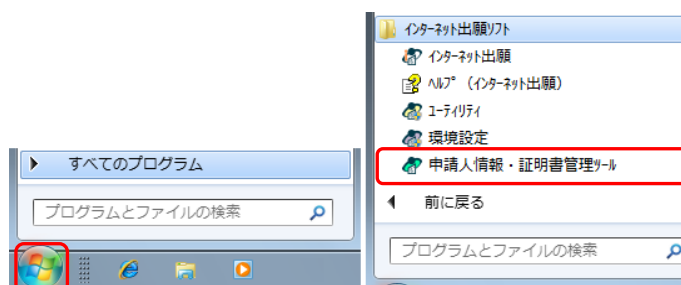 すべてのプログラム
プログラムとファイルの検索
インターネット出願ソフト
インターネット出願
ヘルプ（インターネット出願）
ユーティリティ
環境設定
申請人情報・証明書管理ツール
前に戻る
プログラムとファイルの検索